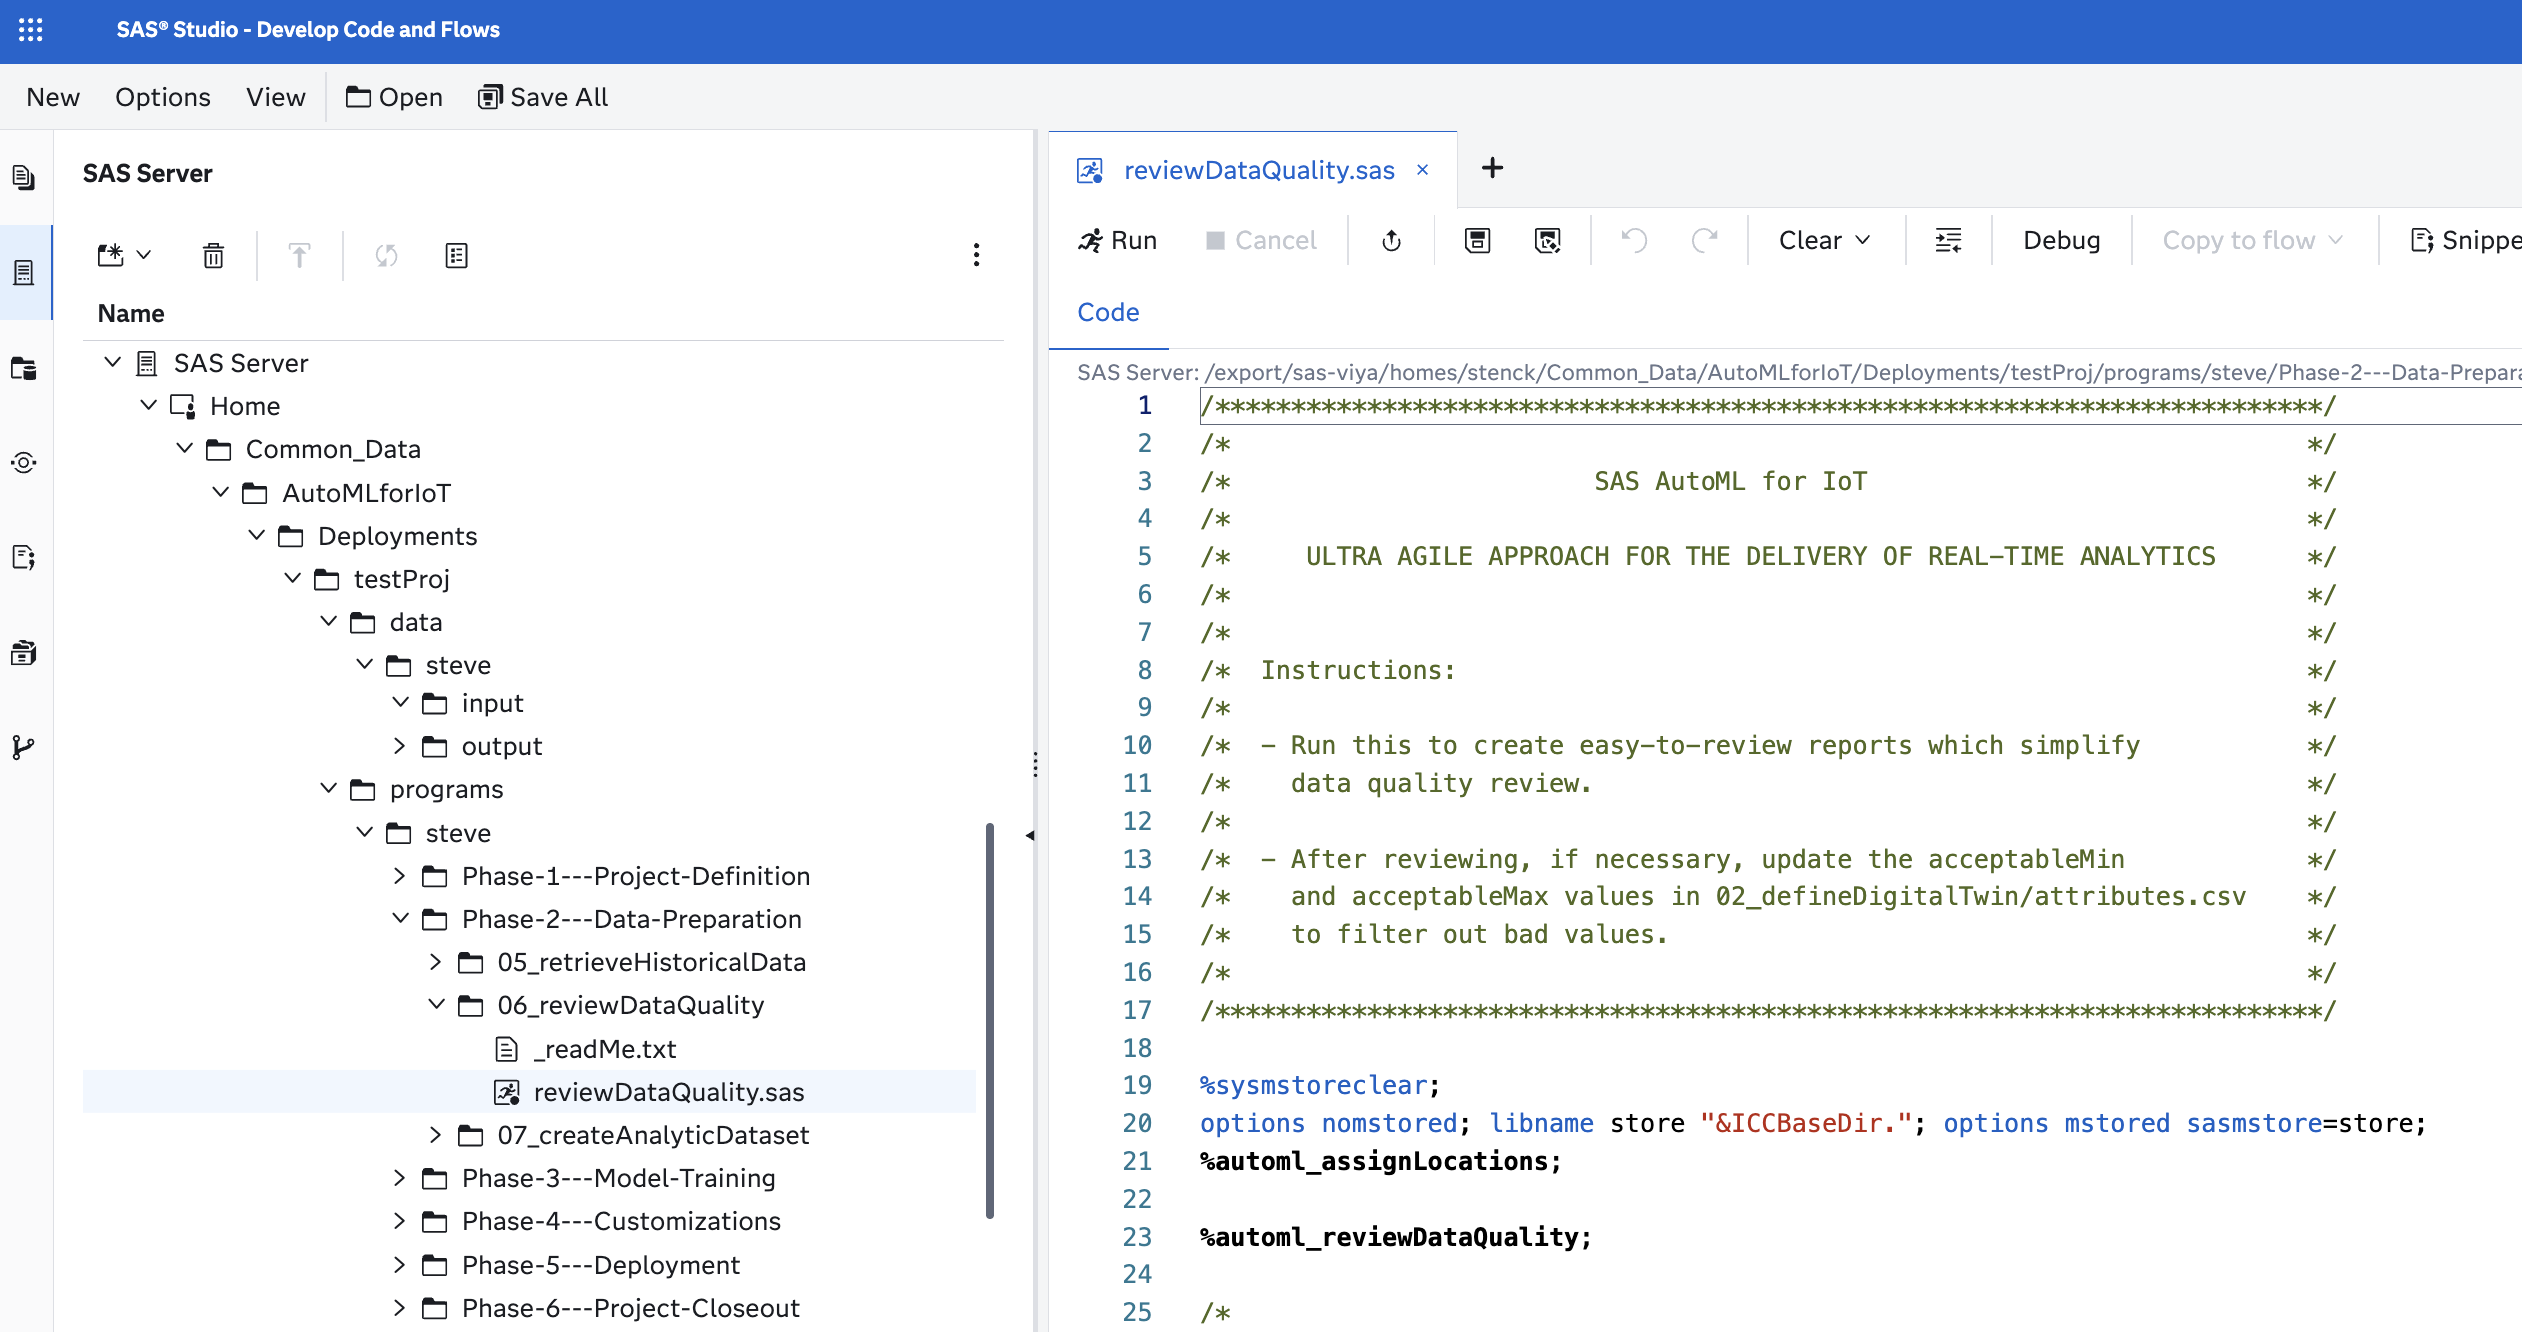 SAS® Studio - Develop Code and Flows
New Options View Open Save All
SAS Server
Name
SAS Server
Home
Common_Data
AutoMLforIoT
Deployments
testProj
data
steve
input
output
programs
steve
Phase-1---Project-Definition
Phase-2---Data-Preparation
05_retrieveHistoricalData
06_reviewDataQuality
_readMe.txt
reviewDataQuality.sas
07_createAnalyticDataset
Phase-3---Model-Training
Phase-4---Customizations
Phase-5---Deployment
Phase-6---Project-Closeout
reviewDataQuality.sas × +
Run Cancel Clear Debug Copy to flow Snippe
Code
SAS Server: /export/sas-viya/homes/stenck/Common_Data/AutoMLforIoT/Deployments/testProj/programs/steve/Phase-2---Data-Prepara
1 /*************************************************************************/
2 /* */
3 /* SAS AutoML for IoT */
4 /* */
5 /* ULTRA AGILE APPROACH FOR THE DELIVERY OF REAL-TIME ANALYTICS */
6 /* */
7 /* */
8 /* Instructions: */
9 /* */
10 /* - Run this to create easy-to-review reports which simplify */
11 /* data quality review. */
12 /* */
13 /* - After reviewing, if necessary, update the acceptableMin */
14 /* and acceptableMax values in 02_defineDigitalTwin/attributes.csv */
15 /* to filter out bad values. */
16 /* */
17 /*************************************************************************/
18
19 %sysmstoreclear;
20 options nomstored; libname store "&ICCBaseDir."; options mstored sasmstore=store;
21 %automl_assignLocations;
22
23 %automl_reviewDataQuality;
24
25 /*